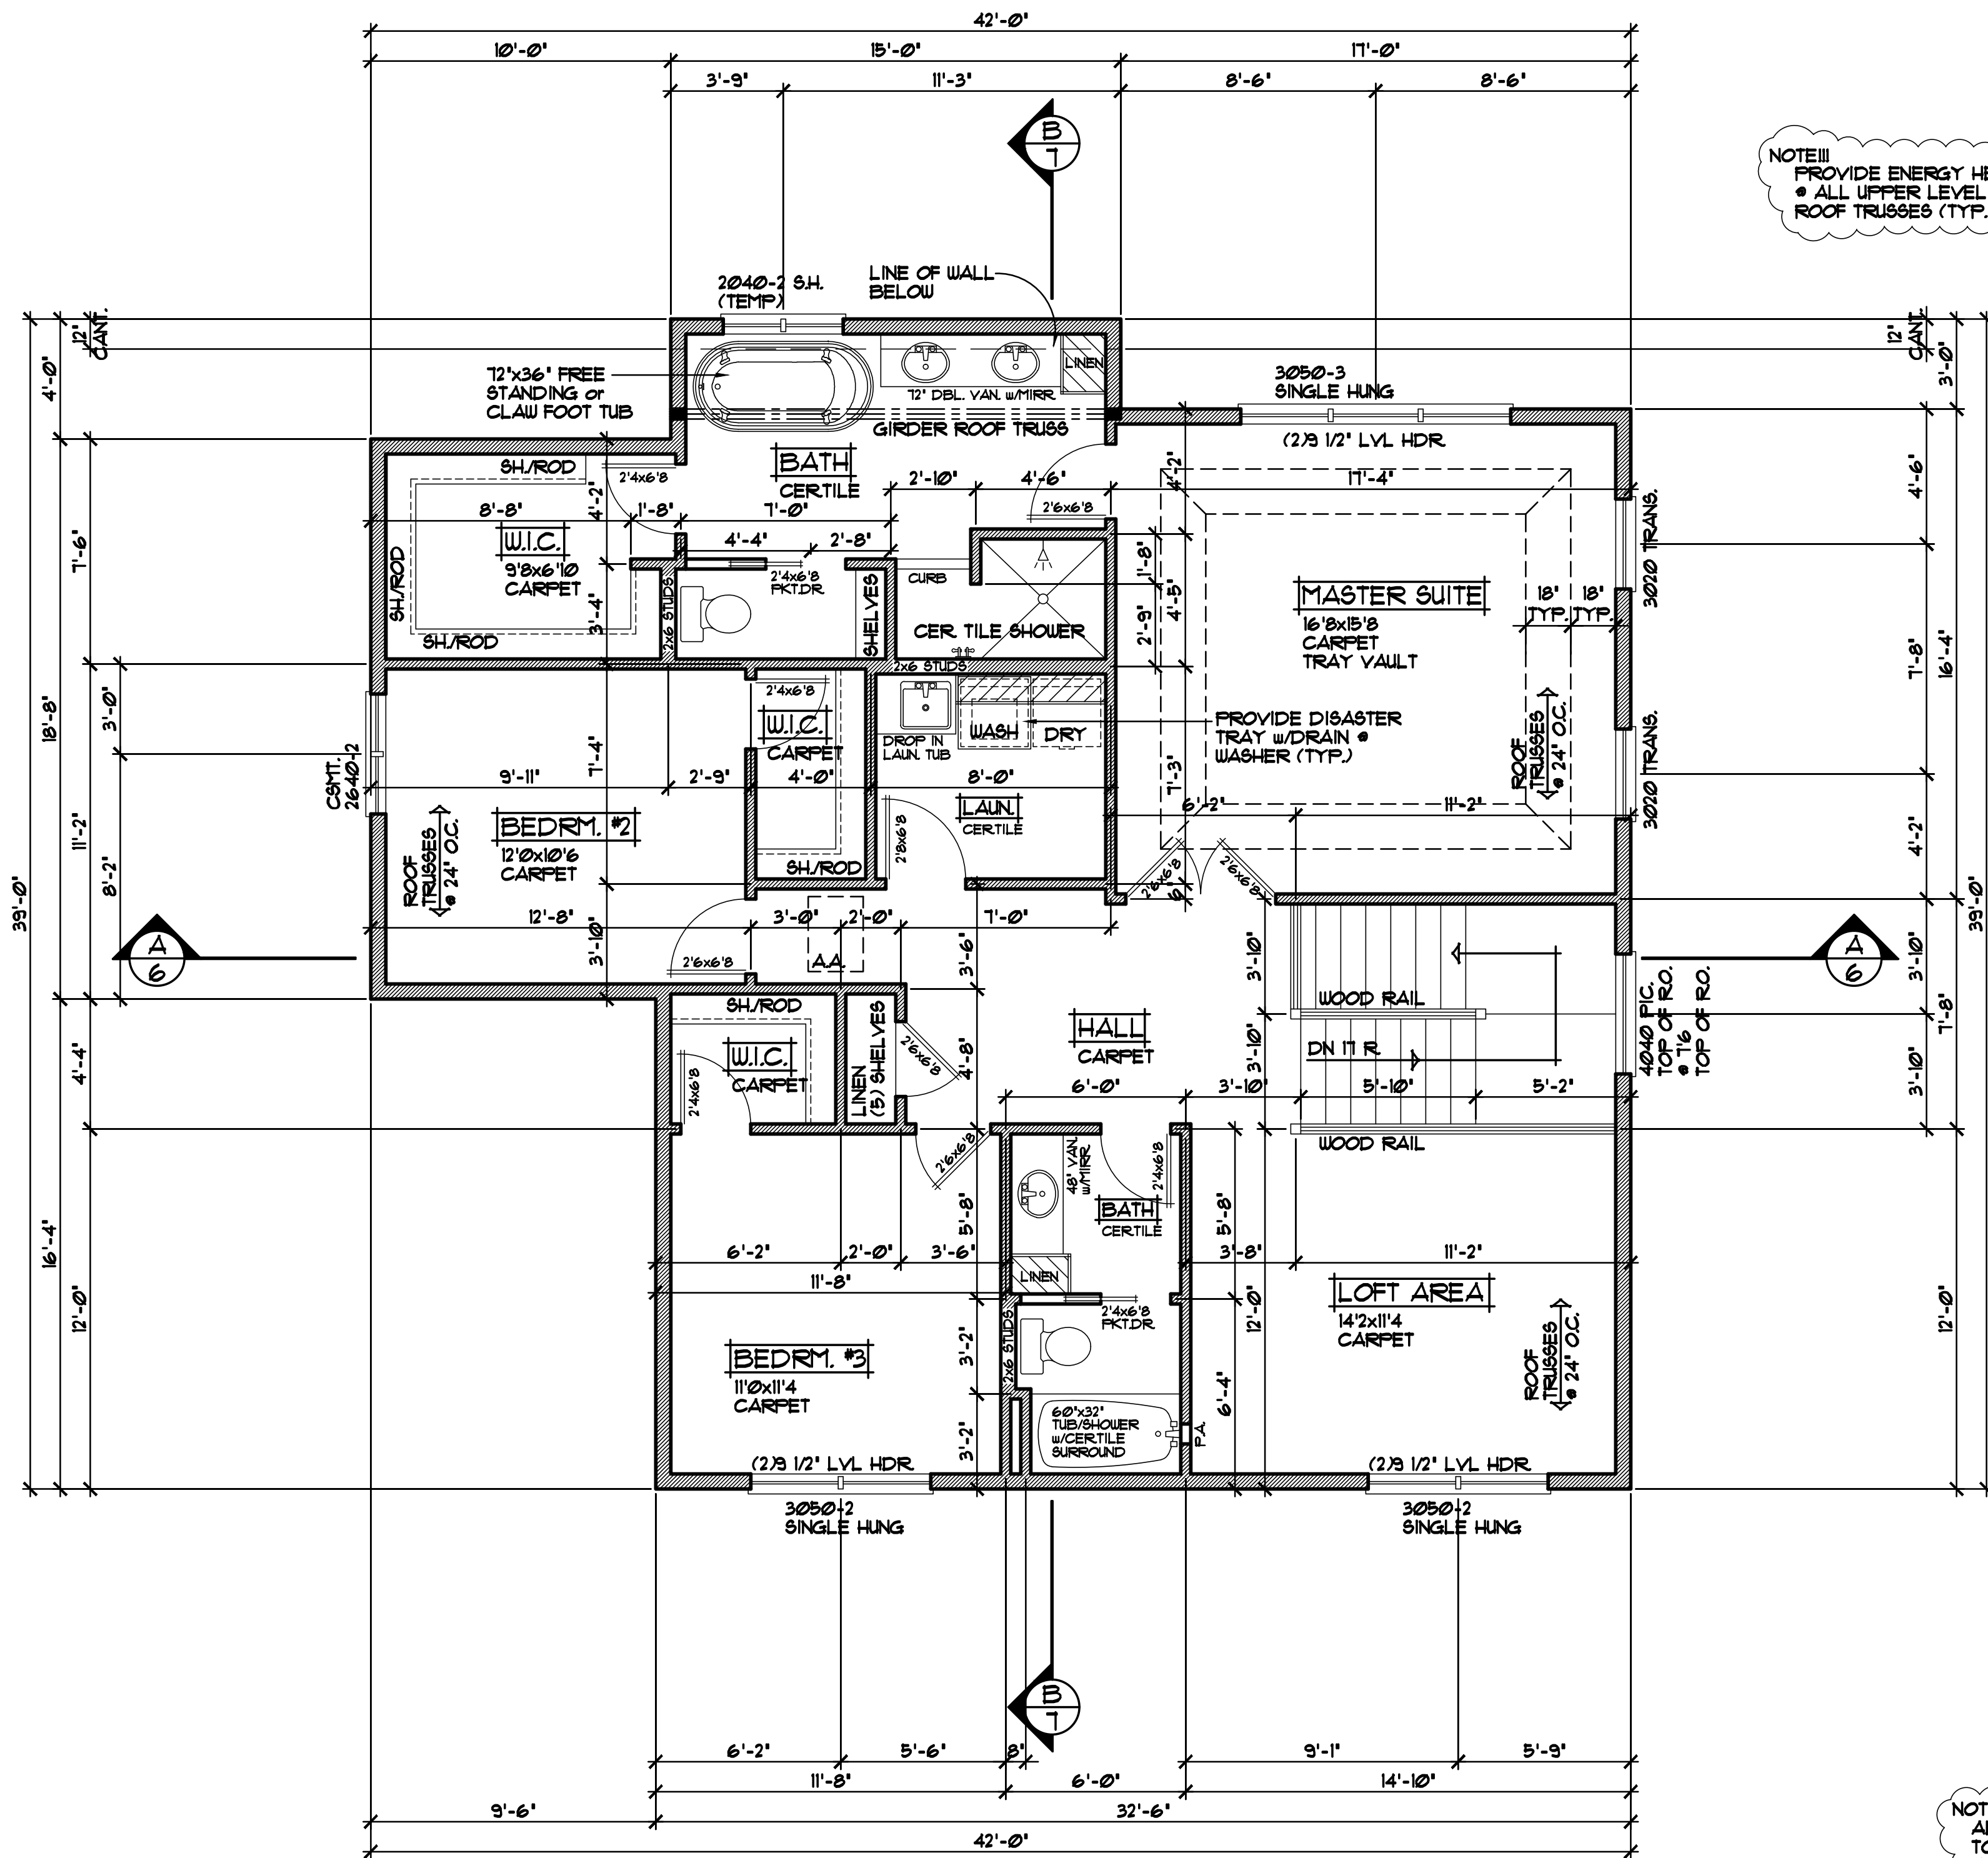 42'-0"
10'-0"
15'-0"
17'-0"
3'-9"
11'-3"
8'-6"
8'-6"
B
7
NOTE!!!
PROVIDE ENERGY
@ ALL UPPER LEVEL
ROOF TRUSSES (TYP.
2040-2 S.H.
(TEMP)
LINE OF WALL
BELOW
12"
CANT.
4'-0"
12"
CANT.
3'-0"
72"x36" FREE
STANDING or
CLAW FOOT TUB
LINEN
72" DBL. VAN. w/MIRR.
GIRDER ROOF TRUSS
3050-3
SINGLE HUNG
(2)9 1/2" LVL HDR.
BATH
CER.TILE
SH./ROD
2'4x6'8
2'-10"
4'-6"
4'-2"
17'-4"
4'-6"
8'-8"
4'-2"
1'-8"
7'-0"
2'6x6'8
3020 TRANS.
7'-6"
W.I.C.
9'8x6'10
CARPET
SH./ROD
SH./ROD
4'-4"
2'-8"
2'4x6'8
PKT.DR.
2x6 STUDS
SHELVES
3'-4"
CURB
CER. TILE SHOWER
1'-8"
2'-9"
4'-5"
MASTER SUITE
16'8x15'8
CARPET
TRAY VAULT
18"
TYP.
18"
TYP.
7'-8"
16'-4"
2x6 STUDS
18'-8"
3'-0"
CSMT.
2640-2
2'4x6'8
W.I.C.
CARPET
DROP IN
LAUN. TUB
WASH
DRY
PROVIDE DISASTER
TRAY w/DRAIN @
WASHER (TYP.)
ROOF
TRUSSES
@ 24" O.C.
3020 TRANS.
9'-11"
7'-4"
2'-9"
4'-0"
8'-0"
7'-3"
6'-2"
11'-2"
11'-2"
8'-2"
BEDRM. #2
12'0x10'6
CARPET
ROOF
TRUSSES
@ 24" O.C.
LAUN.
CER.TILE
2'8x6'8
SH./ROD
2'6x6'8
2'6x6'8
4'-2"
39'-0"
39'-0"
12'-8"
3'-0"
2'-0"
7'-0"
3'-10"
2'6x6'8
A.A.
3'-6"
3'-10"
3'-10"
A
6
A
6
SH./ROD
WOOD RAIL
4040 PIC.
TOP OF R.O.
@ 7'6
TOP OF R.O.
7'-8"
4'-4"
W.I.C.
CARPET
2'4x6'8
LINEN
(5) SHELVES
2'6x6'8
4'-8"
HALL
CARPET
3'-10"
DN 17 R
3'-10"
6'-0"
3'-10"
5'-10"
5'-2"
WOOD RAIL
2'6x6'8
48" VAN.
w/MIRR.
2'4x6'8
BATH
CER.TILE
16'-4"
12'-0"
5'-8"
5'-8"
6'-2"
2'-0"
3'-6"
3'-8"
11'-2"
11'-8"
LINEN
12'-0"
12'-0"
LOFT AREA
14'2x11'4
CARPET
2'4x6'8
PKT.DR.
2x6 STUDS
BEDRM. #3
11'0x11'4
CARPET
3'-2"
ROOF
TRUSSES
@ 24" O.C.
6'-4"
60"x32"
TUB/SHOWER
w/CER.TILE
SURROUND
P.A.
3'-2"
(2)9 1/2" LVL HDR.
(2)9 1/2" LVL HDR.
3050-2
SINGLE HUNG
3050-2
SINGLE HUNG
B
7
6'-2"
5'-6"
8"
9'-1"
5'-9"
11'-8"
6'-0"
14'-10"
9'-6"
32'-6"
42'-0"